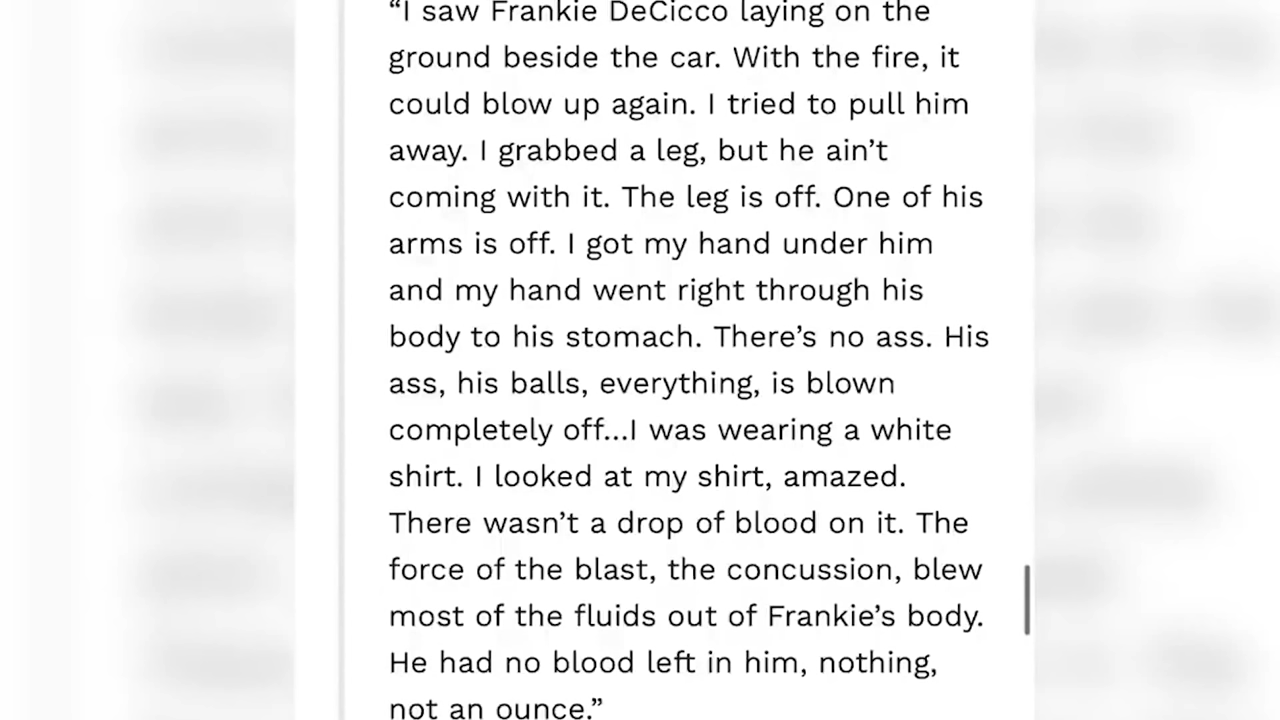 “I saw Frankie DeCicco laying on the
ground beside the car. With the fire, it
could blow up again. I tried to pull him
away. I grabbed a leg, but he ain’t
coming with it. The leg is off. One of his
arms is off. I got my hand under him
and my hand went right through his
body to his stomach. There’s no ass. His
ass, his balls, everything, is blown
completely off...I was wearing a white
shirt. I looked at my shirt, amazed.
There wasn’t a drop of blood on it. The
force of the blast, the concussion, blew
most of the fluids out of Frankie’s body.
He had no blood left in him, nothing,
not an ounce.”